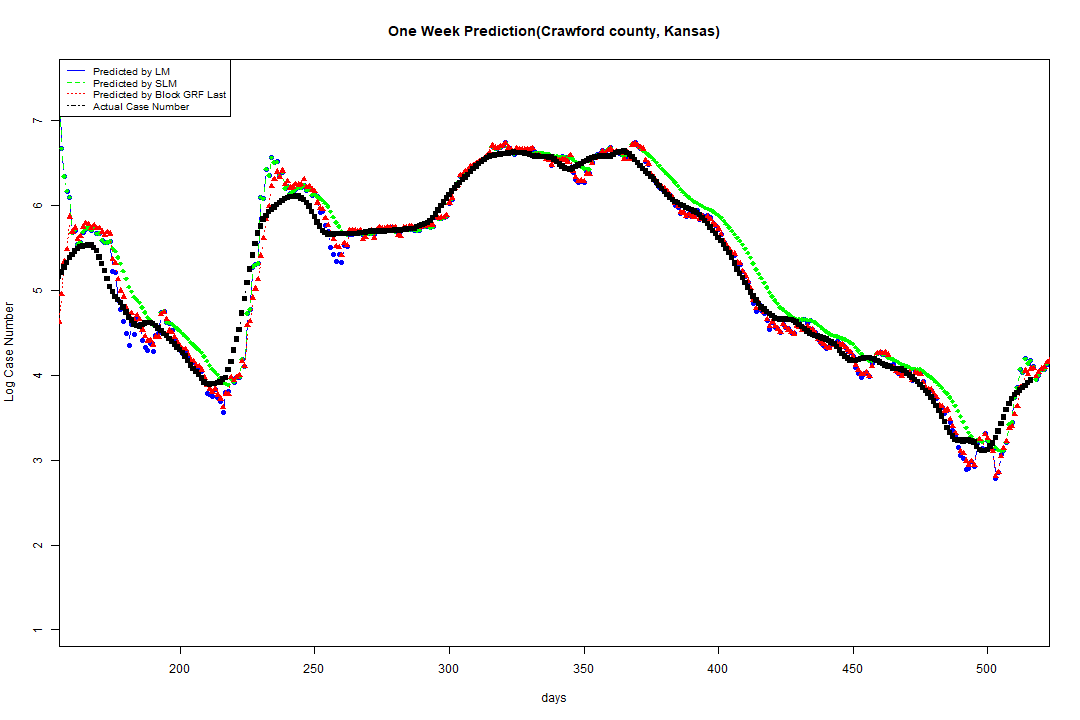 One Week Prediction(Crawford county, Kansas)
Predicted by LM
Predicted by SLM
Predicted by Block GRF Last
Actual Case Number
Log Case Number
7
6
5
4
3
2
1
200 250 300 350 400 450 500
days